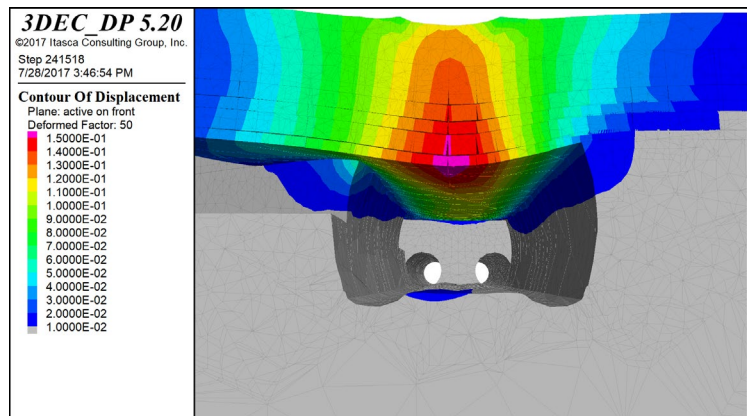 3DEC_DP 5.20
©2017 Itasca Consulting Group, Inc.
Step 241518
7/28/2017 3:46:54 PM
Contour Of Displacement
Plane: active on front
Deformed Factor: 50
1.5000E-01
1.4000E-01
1.3000E-01
1.2000E-01
1.1000E-01
1.0000E-01
9.0000E-02
8.0000E-02
7.0000E-02
6.0000E-02
5.0000E-02
4.0000E-02
3.0000E-02
2.0000E-02
1.0000E-02